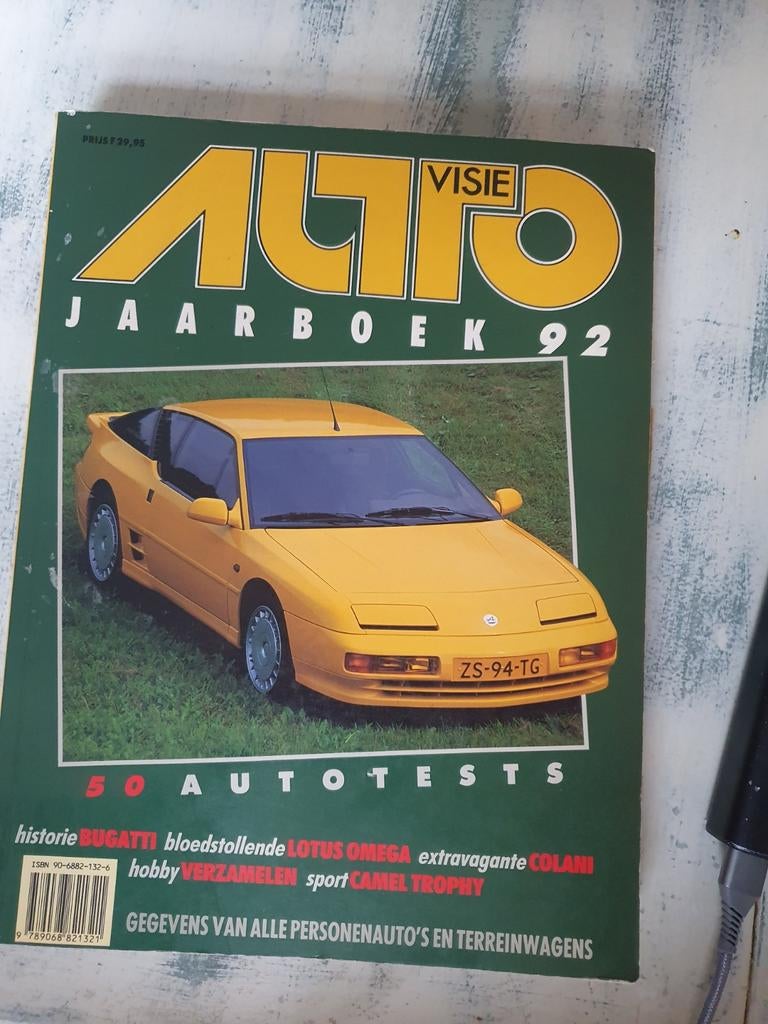 PRIJS F 29,95
AUTO VISIE
JAARBOEK 92
ZS-94-TG
50 AUTOTESTS
historie BUGATTI bloedstollende LOTUS OMEGA extravagante COLANI
hobby VERZAMELEN sport CAMEL TROPHY
ISBN 90-6882-132-6
9 789068 821321
GEGEVENS VAN ALLE PERSONENAUTO'S EN TERREINWAGENS